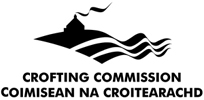 CROFTING COMMISSION
COIMISEAN NA CROITEARACHD